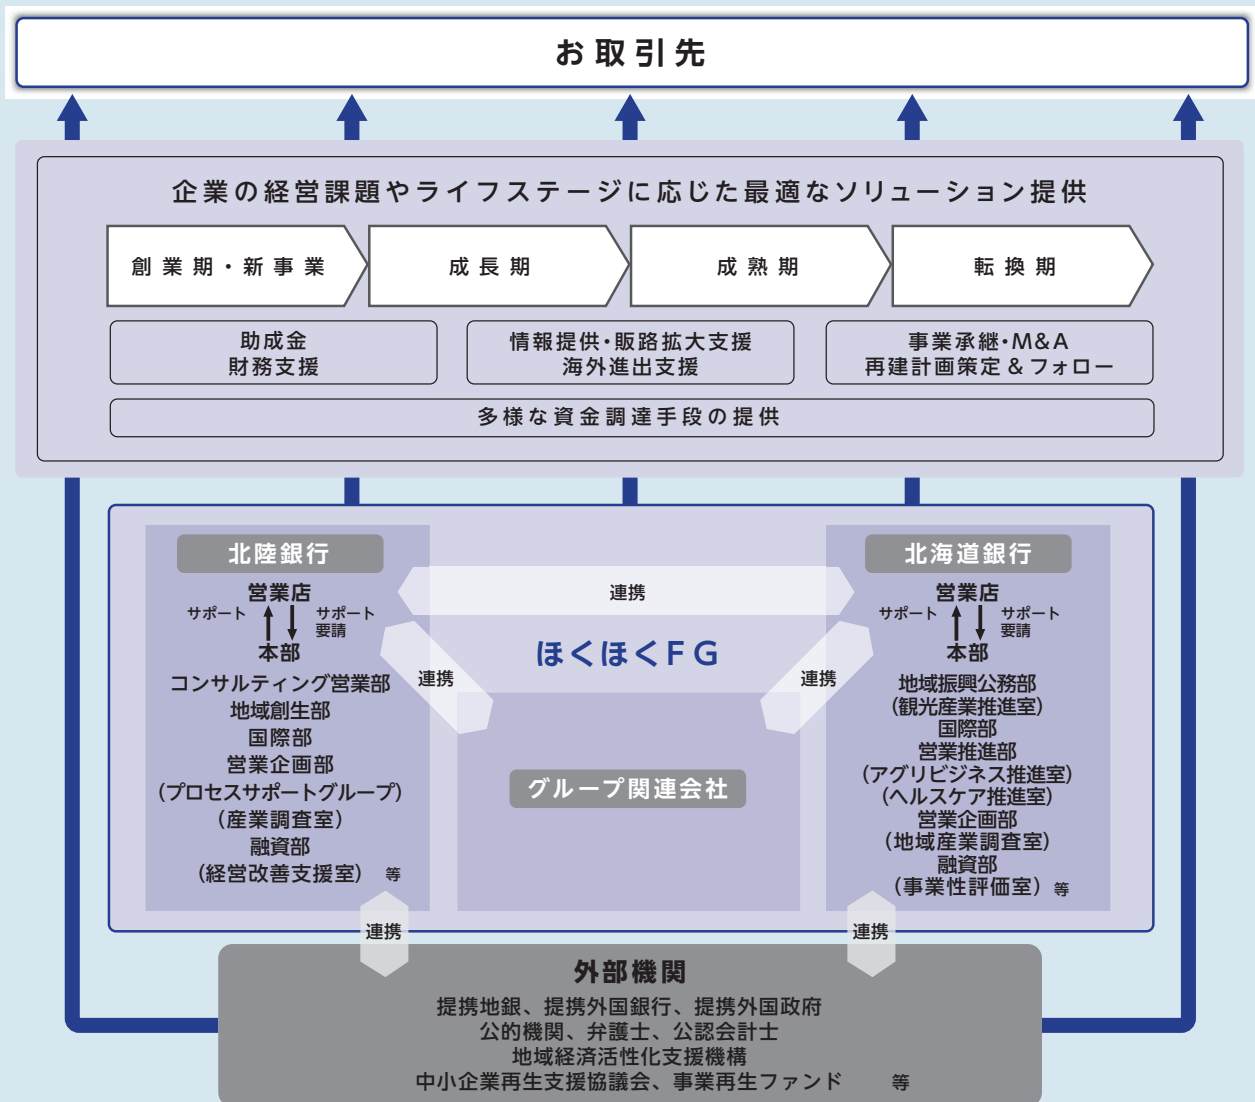 お取引先
企業の経営課題やライフステージに応じた最適なソリューション提供
創業期・新事業
成長期
成熟期
転換期
助成金
財務支援
情報提供・販路拡大支援
海外進出支援
事業承継・M&A
再建計画策定&フォロー
多様な資金調達手段の提供
北陸銀行
営業店
サポート
サポート
要請
本部
コンサルティング営業部
地域創生部
国際部
営業企画部
(プロセスサポートグループ)
(産業調査室)
融資部
(経営改善支援室) 等
連携
ほくほくFG
連携
連携
グループ関連会社
北海道銀行
営業店
サポート
サポート
要請
本部
地域振興公務部
(観光産業推進室)
国際部
営業推進部
(アグリビジネス推進室)
(ヘルスケア推進室)
営業企画部
(地域産業調査室)
融資部
(事業性評価室) 等
連携
連携
外部機関
提携地銀、提携外国銀行、提携外国政府
公的機関、弁護士、公認会計士
地域経済活性化支援機構
中小企業再生支援協議会、事業再生ファンド 等